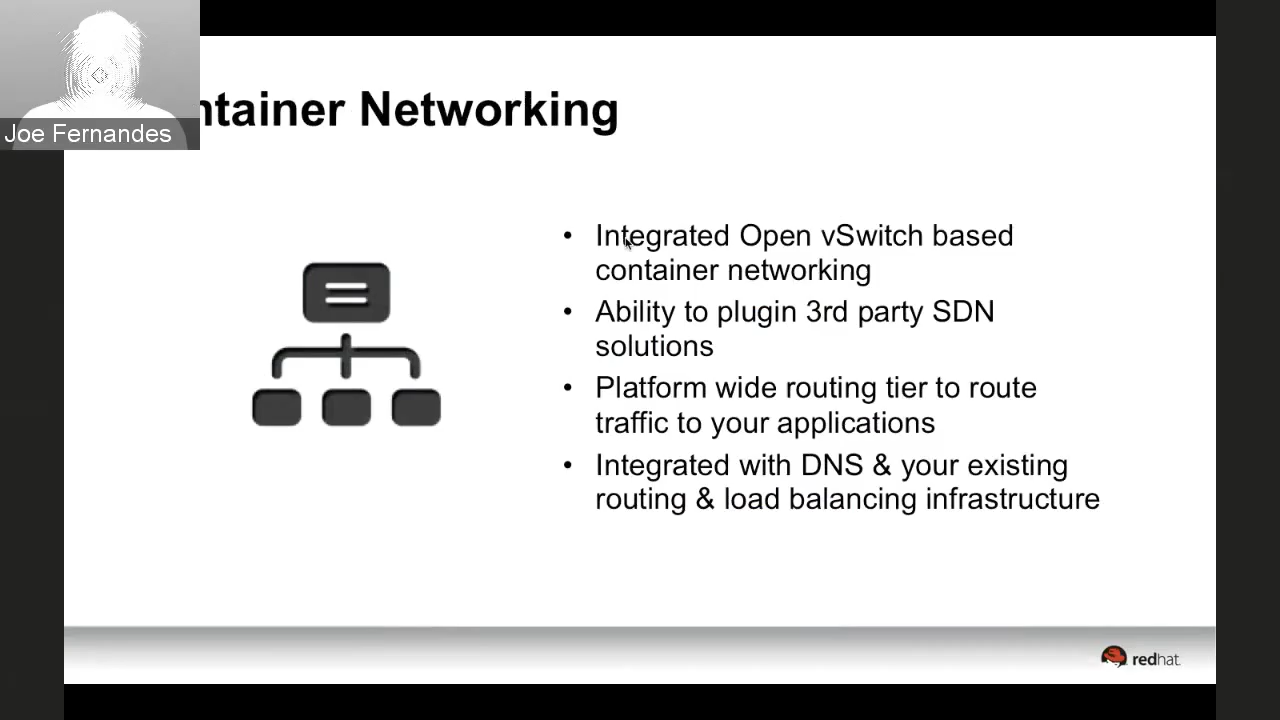 Joe Fernandes
ntainer Networking
• Integrated Open vSwitch based
container networking
• Ability to plugin 3rd party SDN
solutions
• Platform wide routing tier to route
traffic to your applications
• Integrated with DNS & your existing
routing & load balancing infrastructure
redhat.